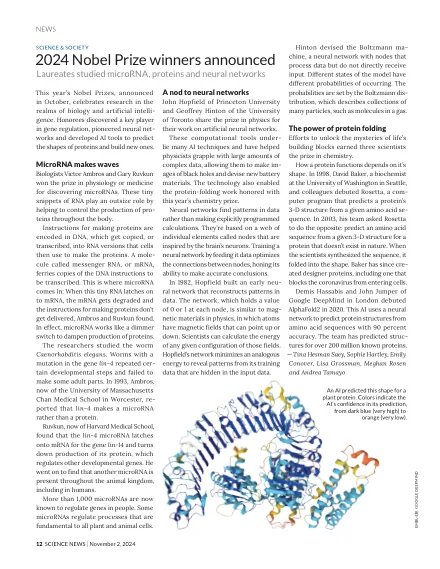 NEWS
SCIENCE & SOCIETY
2024 Nobel Prize winners announced
Laureates studied microRNA, proteins and neural networks
This year's Nobel Prizes, announced
in October, celebrates research in the
realms of biology and artificial intelli-
gence. Honorees discovered a key player
in gene regulation, pioneered neural net-
works and developed AI tools to predict
the shapes of proteins and build new ones.
MicroRNA makes waves
Biologists Victor Ambros and Gary Ruvkun
won the prize in physiology or medicine
for discovering microRNAs. These tiny
snippets of RNA play an outsize role by
helping to control the production of pro-
teins throughout the body.
Instructions for making proteins are
encoded in DNA, which get copied, or tran-
scribed, into RNA versions that cells then
use to make the proteins. A mole-
cule called messenger RNA, or mRNA,
ferries copies of the DNA instructions to
be transcribed. This is where microRNA
comes in: When this tiny RNA latches on
to mRNA, the mRNA gets degraded and
the instructions for making proteins don't
get delivered, Ambros and Ruvkun found.
In effect, microRNA works like a dimmer
switch to dampen production of proteins.
The researchers studied the worm
Caenorhabditis elegans. Worms with a
mutation in the gene lin-4 repeated cer-
tain developmental steps and failed to
make some adult parts. In 1993, Ambros,
now of the University of Massachusetts
Chan Medical School in Worcester, re-
ported that lin-4 makes a microRNA
rather than a protein.
Ruvkun, now of Harvard Medical School,
found that the lin-4 microRNA latches
onto mRNA for the gene lin-14 and turns
down production of its protein, which
regulates other developmental genes. He
went on to find that another microRNA is
present throughout the animal kingdom,
including in humans.
More than 1,000 microRNAs are now
known to regulate genes in people. Some
microRNAs regulate processes that are
fundamental to all plant and animal cells.
A nod to neural networks
John Hopfield of Princeton University
and Geoffrey Hinton of the University
of Toronto share the prize in physics for
their work on artificial neural networks.
These computational tools under-
lie many AI techniques and have helped
physicists grapple with large amounts of
complex data, allowing them to make im-
ages of black holes and devise new battery
materials. The technology also enabled
the protein-folding work honored with
this year's chemistry prize.
Neural networks find patterns in data
rather than making explicitly programmed
calculations. They're based on a web of
individual elements called nodes that are
inspired by the brain's neurons. Training a
neural network by feeding it data optimizes
the connections between nodes, honing its
ability to make accurate conclusions.
In 1982, Hopfield built an early neu-
ral network that reconstructs patterns in
data. The network, which holds a value
of 0 or 1 at each node, is similar to mag-
netic materials in physics, in which atoms
have magnetic fields that can point up or
down. Scientists can calculate the energy
of any given configuration of those fields.
Hopfield's network minimizes an analogous
energy to reveal patterns from its training
data that are hidden in the input data.
Hinton devised the Boltzmann ma-
chine, a neural network with nodes that
process data but do not directly receive
input. Different states of the model have
different probabilities of occurring. The
probabilities are set by the Boltzmann dis-
tribution, which describes collections of
many particles, such as molecules in a gas.
The power of protein folding
Efforts to unlock the mysteries of life's
building blocks earned three scientists
the prize in chemistry.
How a protein functions depends on it's
shape. In 1998, David Baker, a biochemist
at the University of Washington in Seattle,
and colleagues debuted Rosetta, a com-
puter program that predicts a protein's
3-D structure from a given amino acid se-
quence. In 2003, his team asked Rosetta
to do the opposite: predict an amino acid
sequence from a given 3-D structure for a
protein that doesn't exist in nature. When
the scientists synthesized the sequence, it
folded into the shape. Baker has since cre-
ated designer proteins, including one that
blocks the coronavirus from entering cells.
Demis Hassabis and John Jumper of
Google DeepMind in London debuted
AlphaFold2 in 2020. This AI uses a neural
network to predict protein structures from
amino acid sequences with 90 percent
accuracy. The team has predicted struc-
tures for over 200 million known proteins.
— Tina Hesman Saey, Sophie Hartley, Emily
Conover, Lisa Grossman, Meghan Rosen
and Andrea Tamayo
An AI predicted this shape for a
plant protein. Colors indicate the
AI's confidence in its prediction,
from dark blue (very high) to
orange (very low).
12 SCIENCE NEWS | November 2, 2024